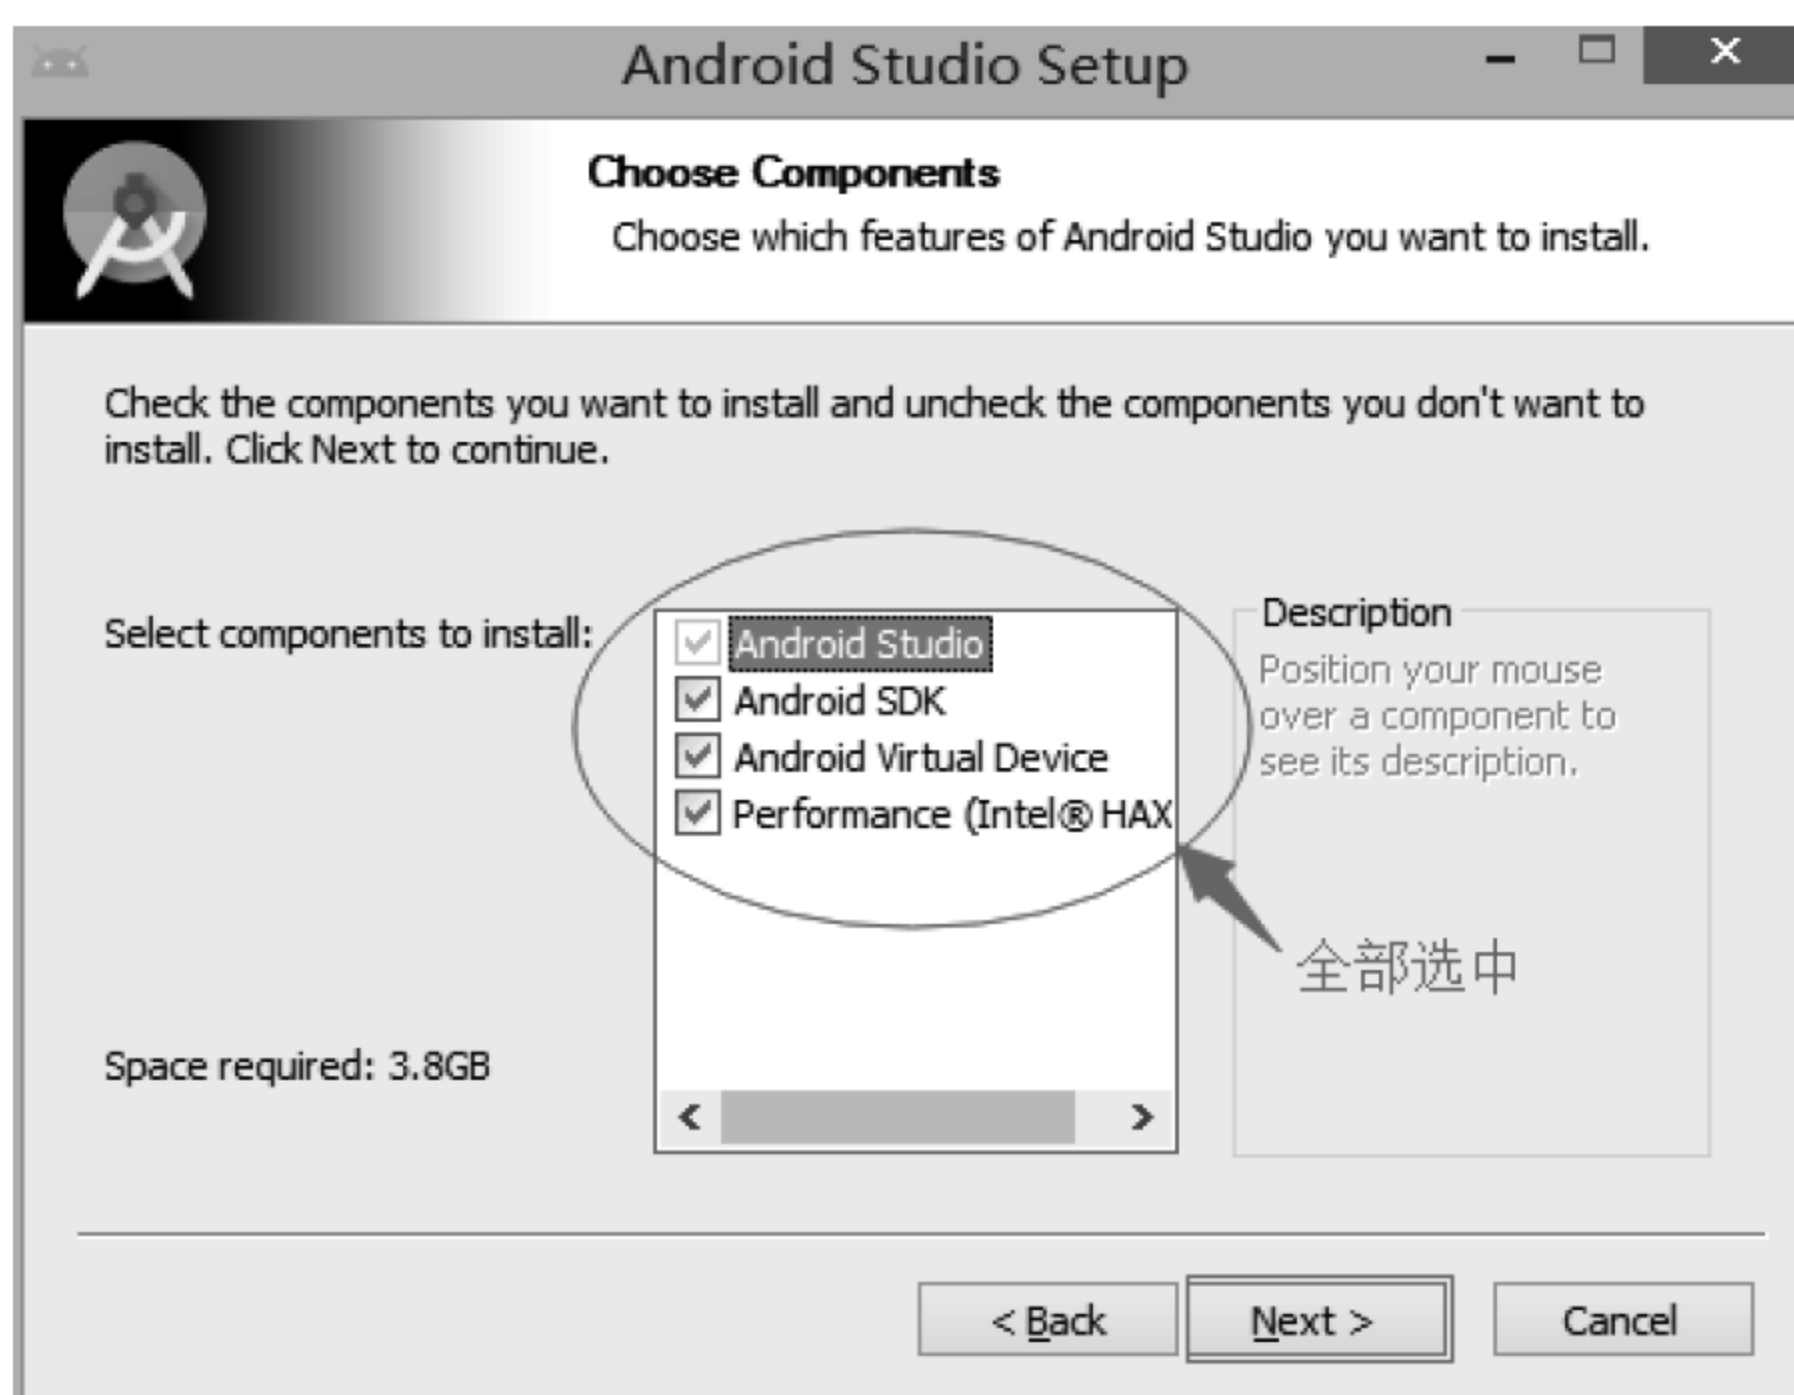 Android Studio Setup
Choose Components
Choose which features of Android Studio you want to install.
Check the components you want to install and uncheck the components you don't want to
install. Click Next to continue.
Select components to install:
Android Studio
Android SDK
Android Virtual Device
Performance (Intel® HAX
Description
Position your mouse
over a component to
see its description.
全部选中
Space required: 3.8GB
< Back
Next >
Cancel